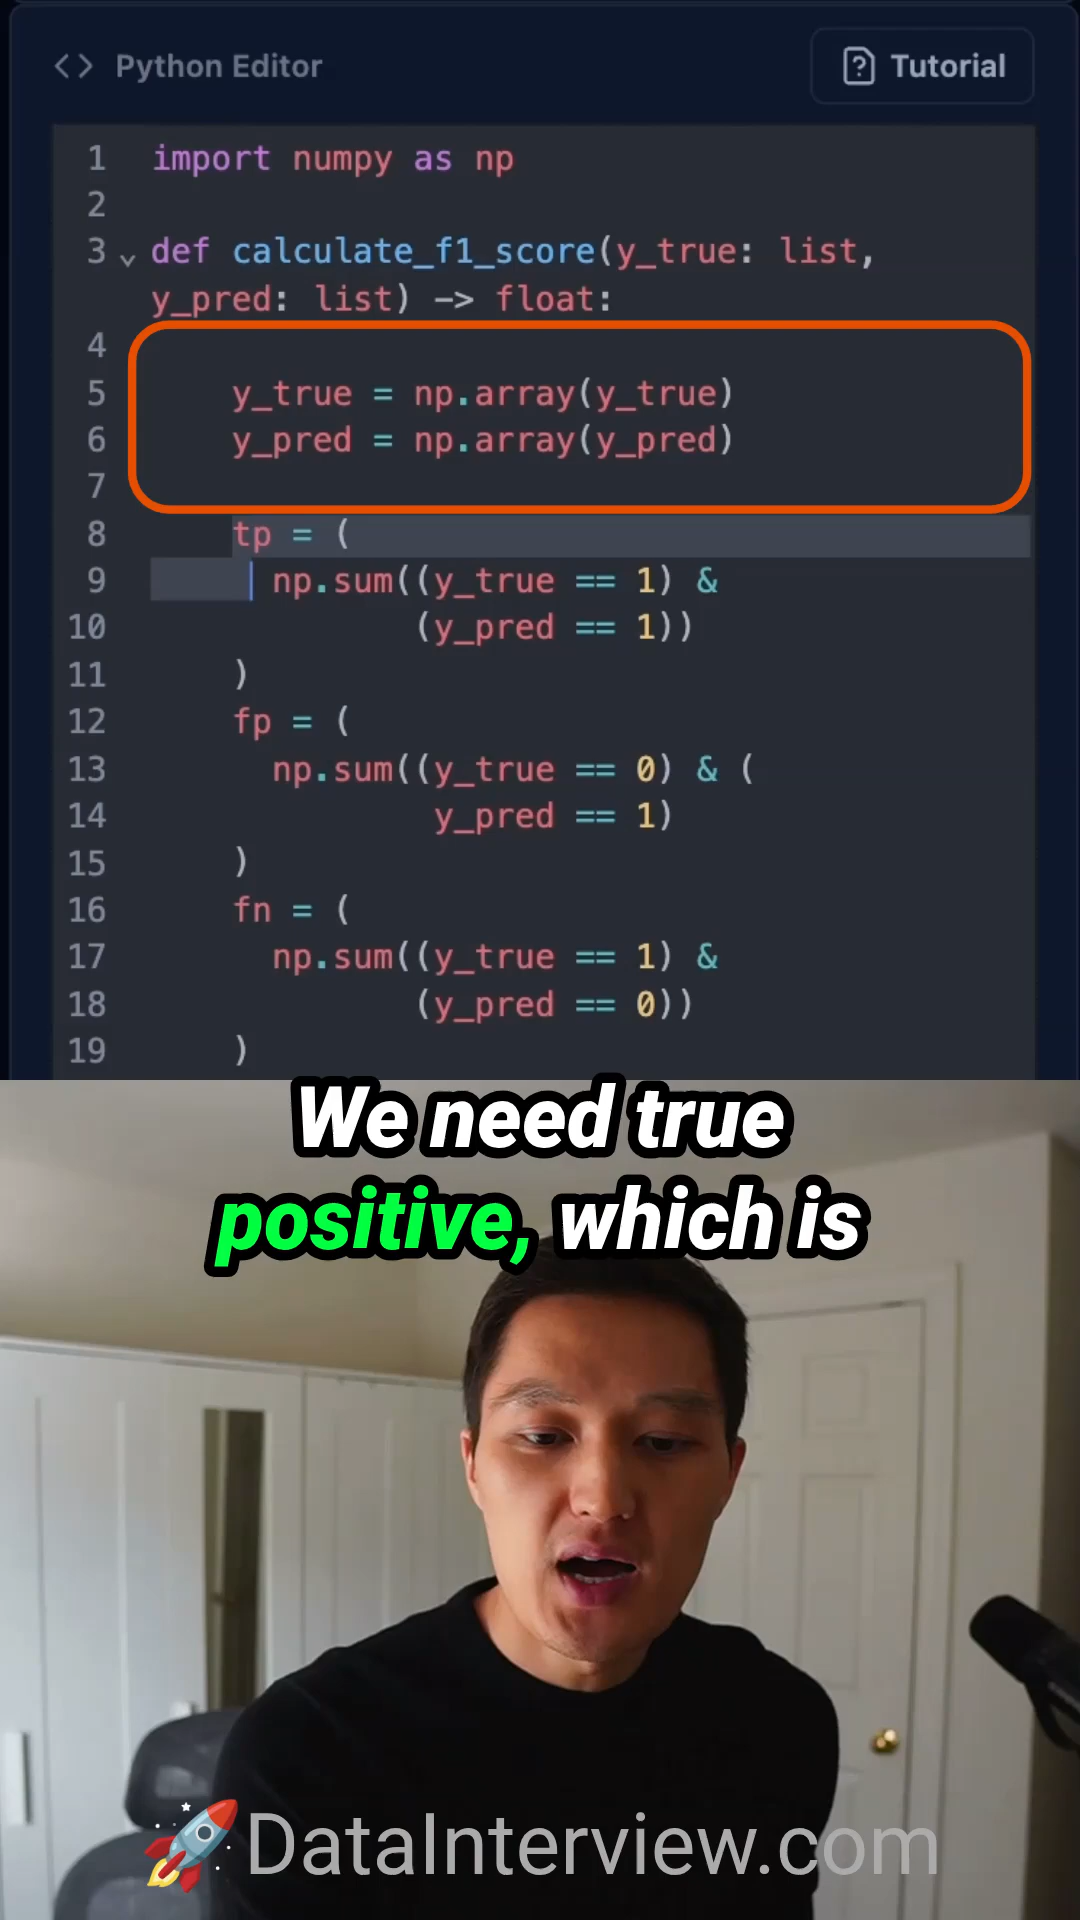 <> Python Editor
Tutorial
1 import numpy as np
2
3 def calculate_f1_score(y_true: list,
y_pred: list) -> float:
4
5 y_true = np.array(y_true)
6 y_pred = np.array(y_pred)
7
8 tp = (
9 np.sum((y_true == 1) &
10 (y_pred == 1))
11 )
12 fp = (
13 np.sum((y_true == 0) & (
14 y_pred == 1)
15 )
16 fn = (
17 np.sum((y_true == 1) &
18 (y_pred == 0))
19 )
We need true
positive, which is
DataInterview.com